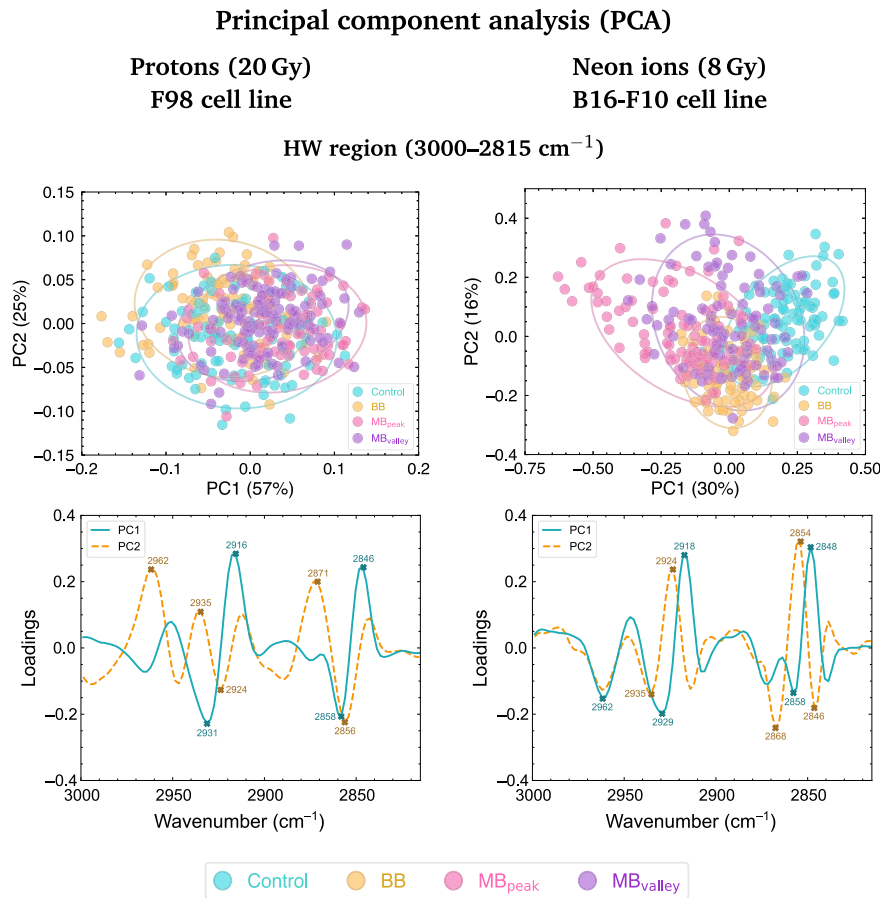 Principal component analysis (PCA)
Protons (20 Gy)
F98 cell line
Neon ions (8 Gy)
B16-F10 cell line
HW region (3000–2815 cm⁻¹)
0.15
0.10
0.05
0.00
−0.05
−0.10
−0.15
PC2 (25%)
Control
BB
MBpeak
MBvalley
−0.2
−0.1
0.0
0.1
0.2
PC1 (57%)
0.4
0.2
0.0
−0.2
−0.4
PC2 (16%)
Control
BB
MBpeak
MBvalley
−0.75
−0.50
−0.25
0.00
0.25
0.50
PC1 (30%)
0.4
0.2
0.0
−0.2
−0.4
Loadings
PC1
PC2
2962
2935
2916
2871
2846
2924
2931
2858
2856
3000
2950
2900
2850
Wavenumber (cm⁻¹)
0.4
0.2
0.0
−0.2
−0.4
Loadings
PC1
PC2
2924
2918
2854
2848
2962
2935
2929
2858
2868
2846
3000
2950
2900
2850
Wavenumber (cm⁻¹)
Control
BB
MBpeak
MBvalley